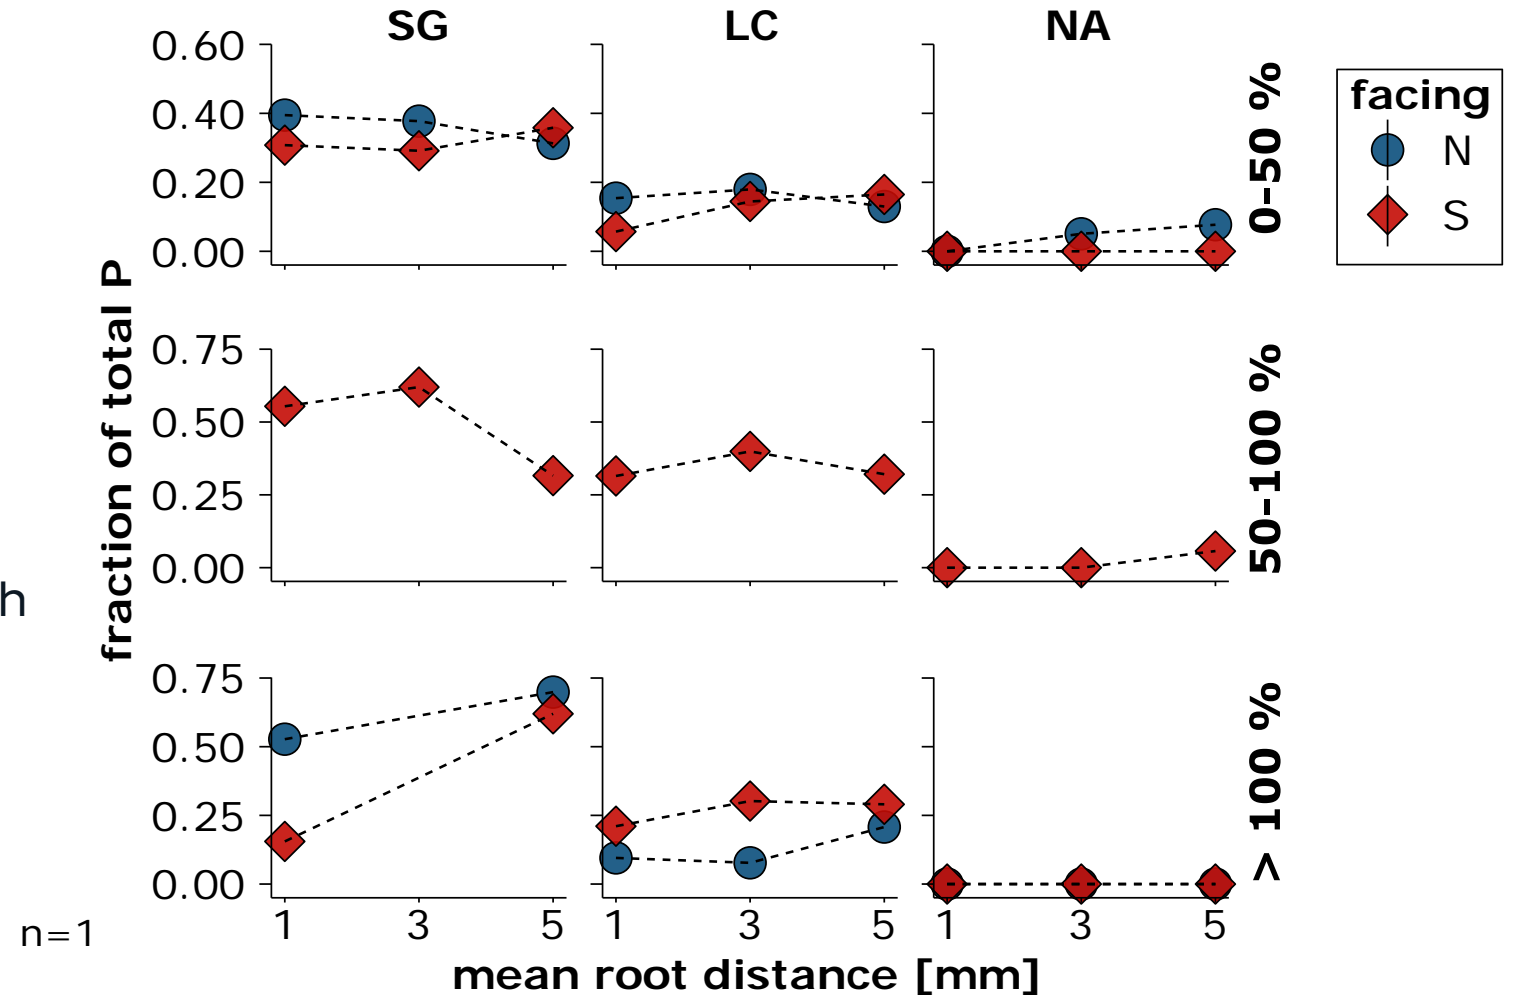 SG LC NA
0.60
0.40
0.20
0.00
0-50 %
facing
N
S
fraction of total P
0.75
0.50
0.25
0.00
50-100 %
h
0.75
0.50
0.25
0.00
> 100 %
1 3 5 1 3 5 1 3 5
n=1
mean root distance [mm]